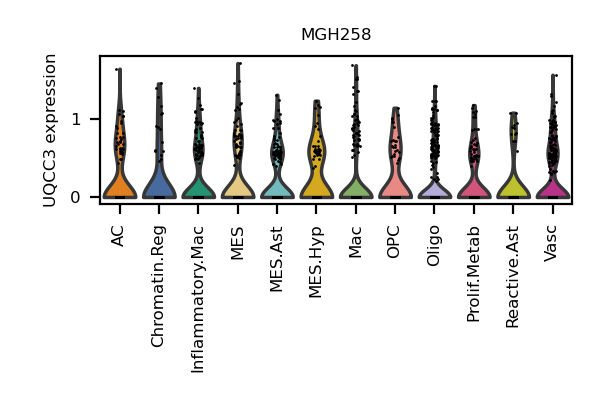 MGH258
UQCC3 expression
1
0
AC
Chromatin.Reg
Inflammatory.Mac
MES
MES.Ast
MES.Hyp
Mac
OPC
Oligo
Prolif.Metab
Reactive.Ast
Vasc